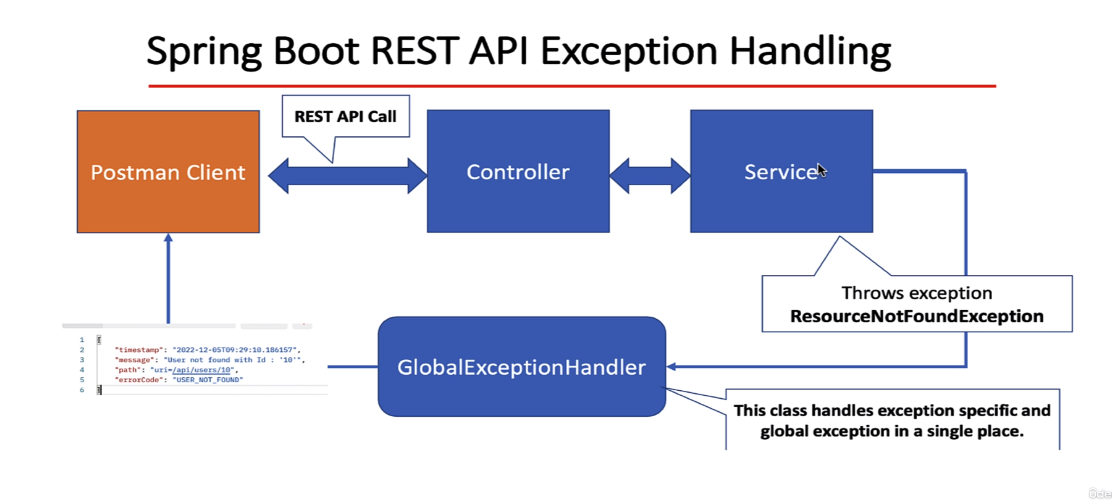 Spring Boot REST API Exception Handling
REST API Call
Postman Client
Controller
Service
Throws exception
ResourceNotFoundException
1 {
2 "timestamp": "2022-12-05T09:29:10.186157",
3 "message": "User not found with Id : '10'",
4 "path": "uri=/api/users/10",
5 "errorCode": "USER_NOT_FOUND"
6 }
GlobalExceptionHandler
This class handles exception specific and
global exception in a single place.